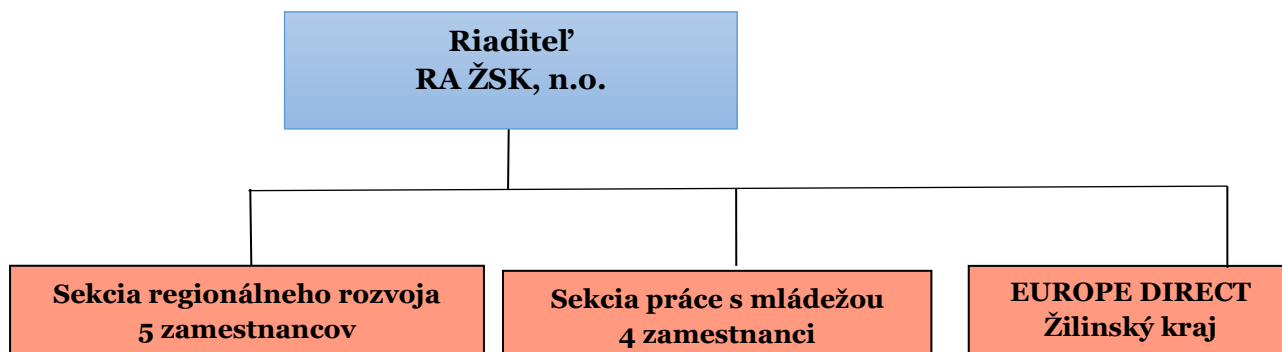 Riaditeľ
RA ŽSK, n.o.
Sekcia regionálneho rozvoja
5 zamestnancov
Sekcia práce s mládežou
4 zamestnanci
EUROPE DIRECT
Žilinský kraj